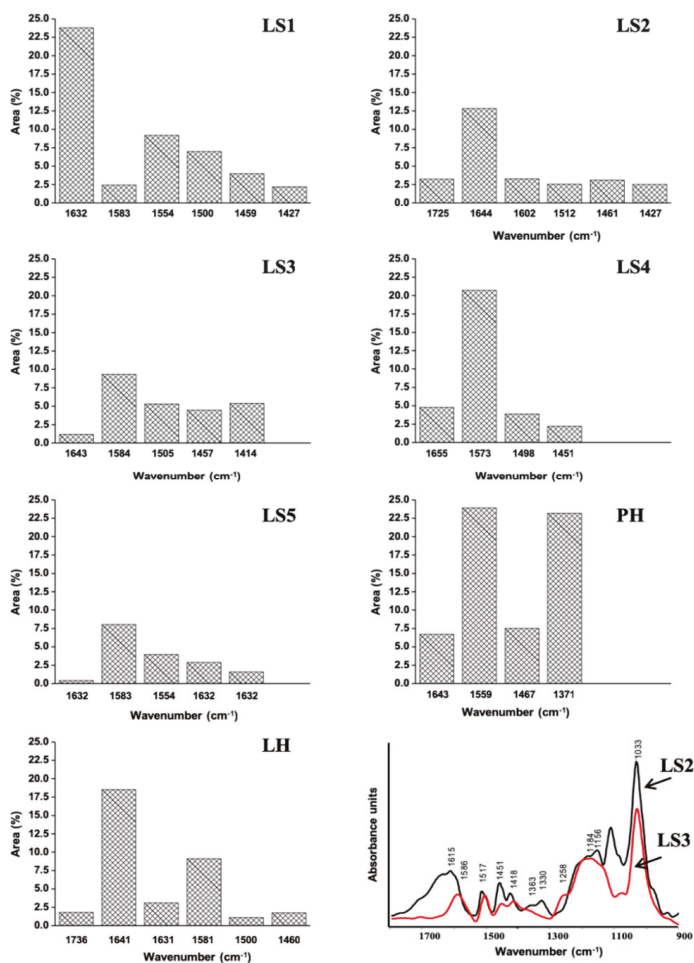 LS1
25.0
22.5
20.0
17.5
15.0
12.5
10.0
7.5
5.0
2.5
0.0
Area (%)
1632 1583 1554 1500 1459 1427
Wavenumber (cm⁻¹)
LS2
25.0
22.5
20.0
17.5
15.0
12.5
10.0
7.5
5.0
2.5
0.0
Area (%)
1725 1644 1602 1512 1461 1427
Wavenumber (cm⁻¹)
LS3
25.0
22.5
20.0
17.5
15.0
12.5
10.0
7.5
5.0
2.5
0.0
Area (%)
1643 1584 1505 1457 1414
Wavenumber (cm⁻¹)
LS4
25.0
22.5
20.0
17.5
15.0
12.5
10.0
7.5
5.0
2.5
0.0
Area (%)
1655 1573 1498 1451
Wavenumber (cm⁻¹)
LS5
25.0
22.5
20.0
17.5
15.0
12.5
10.0
7.5
5.0
2.5
0.0
Area (%)
1632 1583 1554 1632 1632
Wavenumber (cm⁻¹)
PH
25.0
22.5
20.0
17.5
15.0
12.5
10.0
7.5
5.0
2.5
0.0
Area (%)
1643 1559 1467 1371
Wavenumber (cm⁻¹)
LH
25.0
22.5
20.0
17.5
15.0
12.5
10.0
7.5
5.0
2.5
0.0
Area (%)
1736 1641 1631 1581 1500 1460
Wavenumber (cm⁻¹)
Absorbance units
1615
1586
1517
1451
1418
1363
1330
1258
1184
1156
1033
LS2
LS3
1700 1500 1300 1100 900
Wavenumber (cm⁻¹)